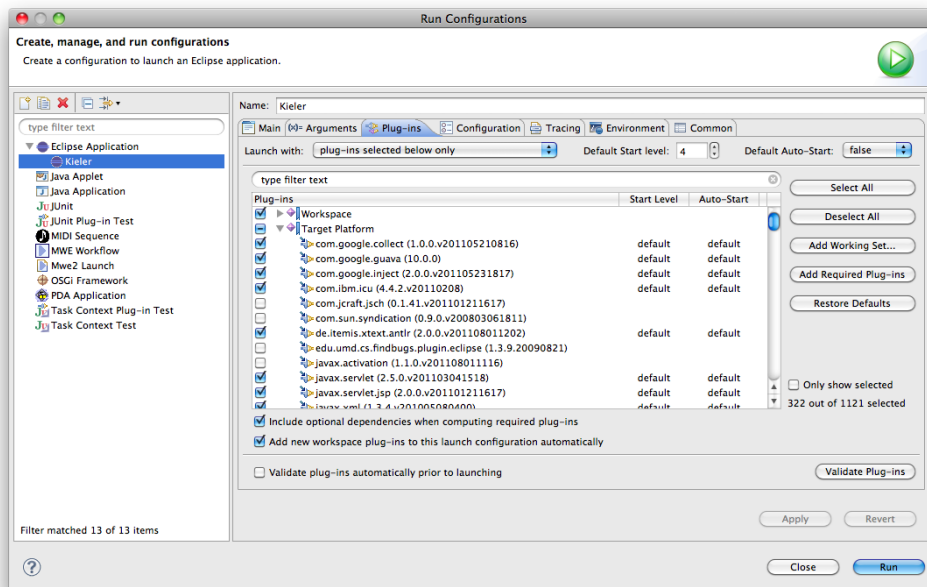 Run Configurations
Create, manage, and run configurations
Create a configuration to launch an Eclipse application.
type filter text
Eclipse Application
Kieler
Java Applet
Java Application
JUnit
JUnit Plug-in Test
MIDI Sequence
MWE Workflow
Mwe2 Launch
OSGi Framework
PDA Application
Task Context Plug-in Test
Task Context Test
Filter matched 13 of 13 items
Name: Kieler
Main (x)= Arguments Plug-ins Configuration Tracing Environment Common
Launch with: plug-ins selected below only Default Start level: 4 Default Auto-Start: false
type filter text
Plug-ins Start Level Auto-Start
Workspace
Target Platform
com.google.collect (1.0.0.v201105210816) default default
com.google.guava (10.0.0) default default
com.google.inject (2.0.0.v201105231817) default default
com.ibm.icu (4.4.2.v20110208) default default
com.jcraft.jsch (0.1.41.v201101211617)
com.sun.syndication (0.9.0.v200803061811)
de.itemis.xtext.antlr (2.0.0.v201108011202) default default
edu.umd.cs.findbugs.plugin.eclipse (1.3.9.20090821)
javax.activation (1.1.0.v201108011116)
javax.servlet (2.5.0.v201103041518) default default
javax.servlet.jsp (2.0.0.v201101211617) default default
javax.xml (1.3.4.v201005080400) default default
Select All
Deselect All
Add Working Set...
Add Required Plug-ins
Restore Defaults
Only show selected
322 out of 1121 selected
Include optional dependencies when computing required plug-ins
Add new workspace plug-ins to this launch configuration automatically
Validate plug-ins automatically prior to launching
Validate Plug-ins
Apply Revert
? Close Run